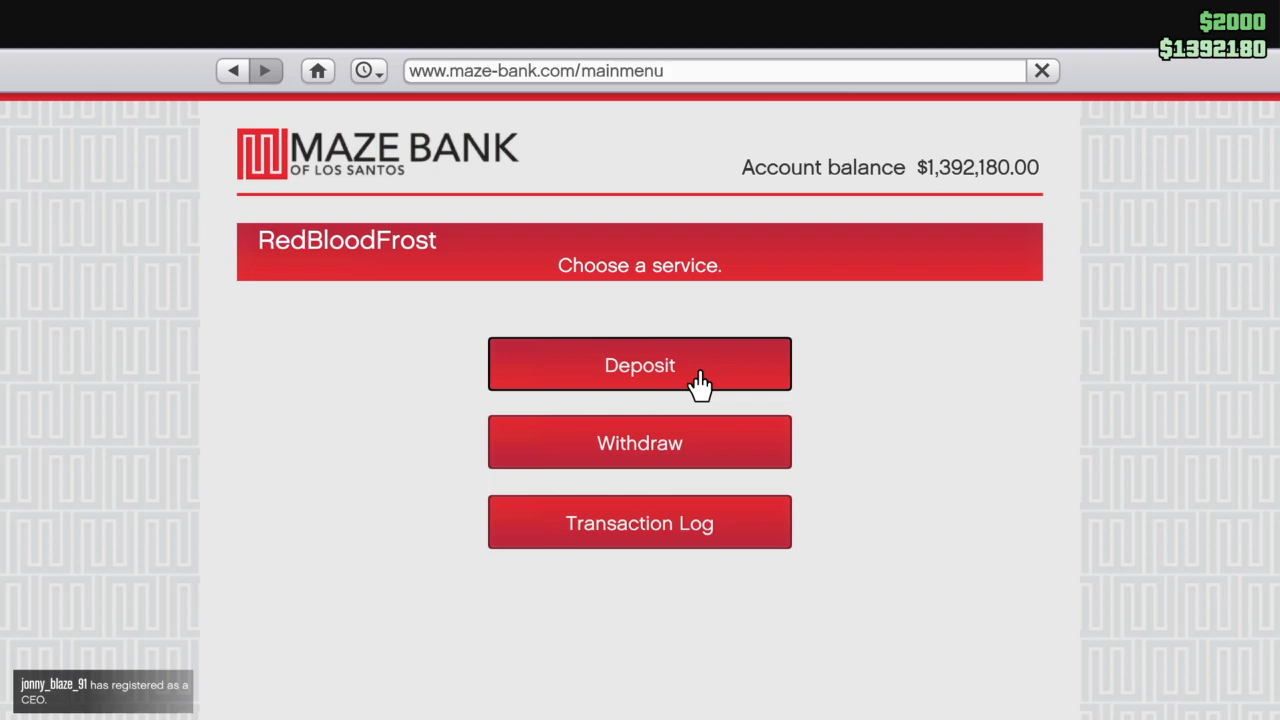 $2000
$1392180
www.maze-bank.com/mainmenu
MAZE BANK
OF LOS SANTOS
Account balance $1,392,180.00
RedBloodFrost
Choose a service.
Deposit
Withdraw
Transaction Log
jonny_blaze_91 has registered as a
CEO.